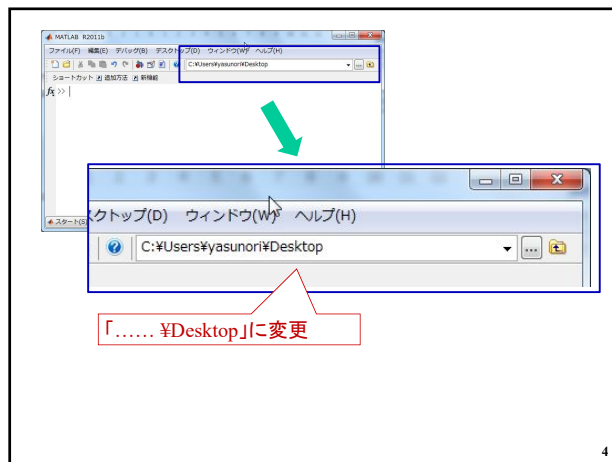 MATLAB R2011b
ファイル(F) 編集(E) デバッグ(B) デスクトップ(D) ウィンドウ(W) ヘルプ(H)
C:¥Users¥yasunori¥Desktop
ショートカット 追加方法 新機能
fx >>
スタート(S)
クトップ(D) ウィンドウ(W) ヘルプ(H)
C:¥Users¥yasunori¥Desktop
「…… ¥Desktop」に変更
4